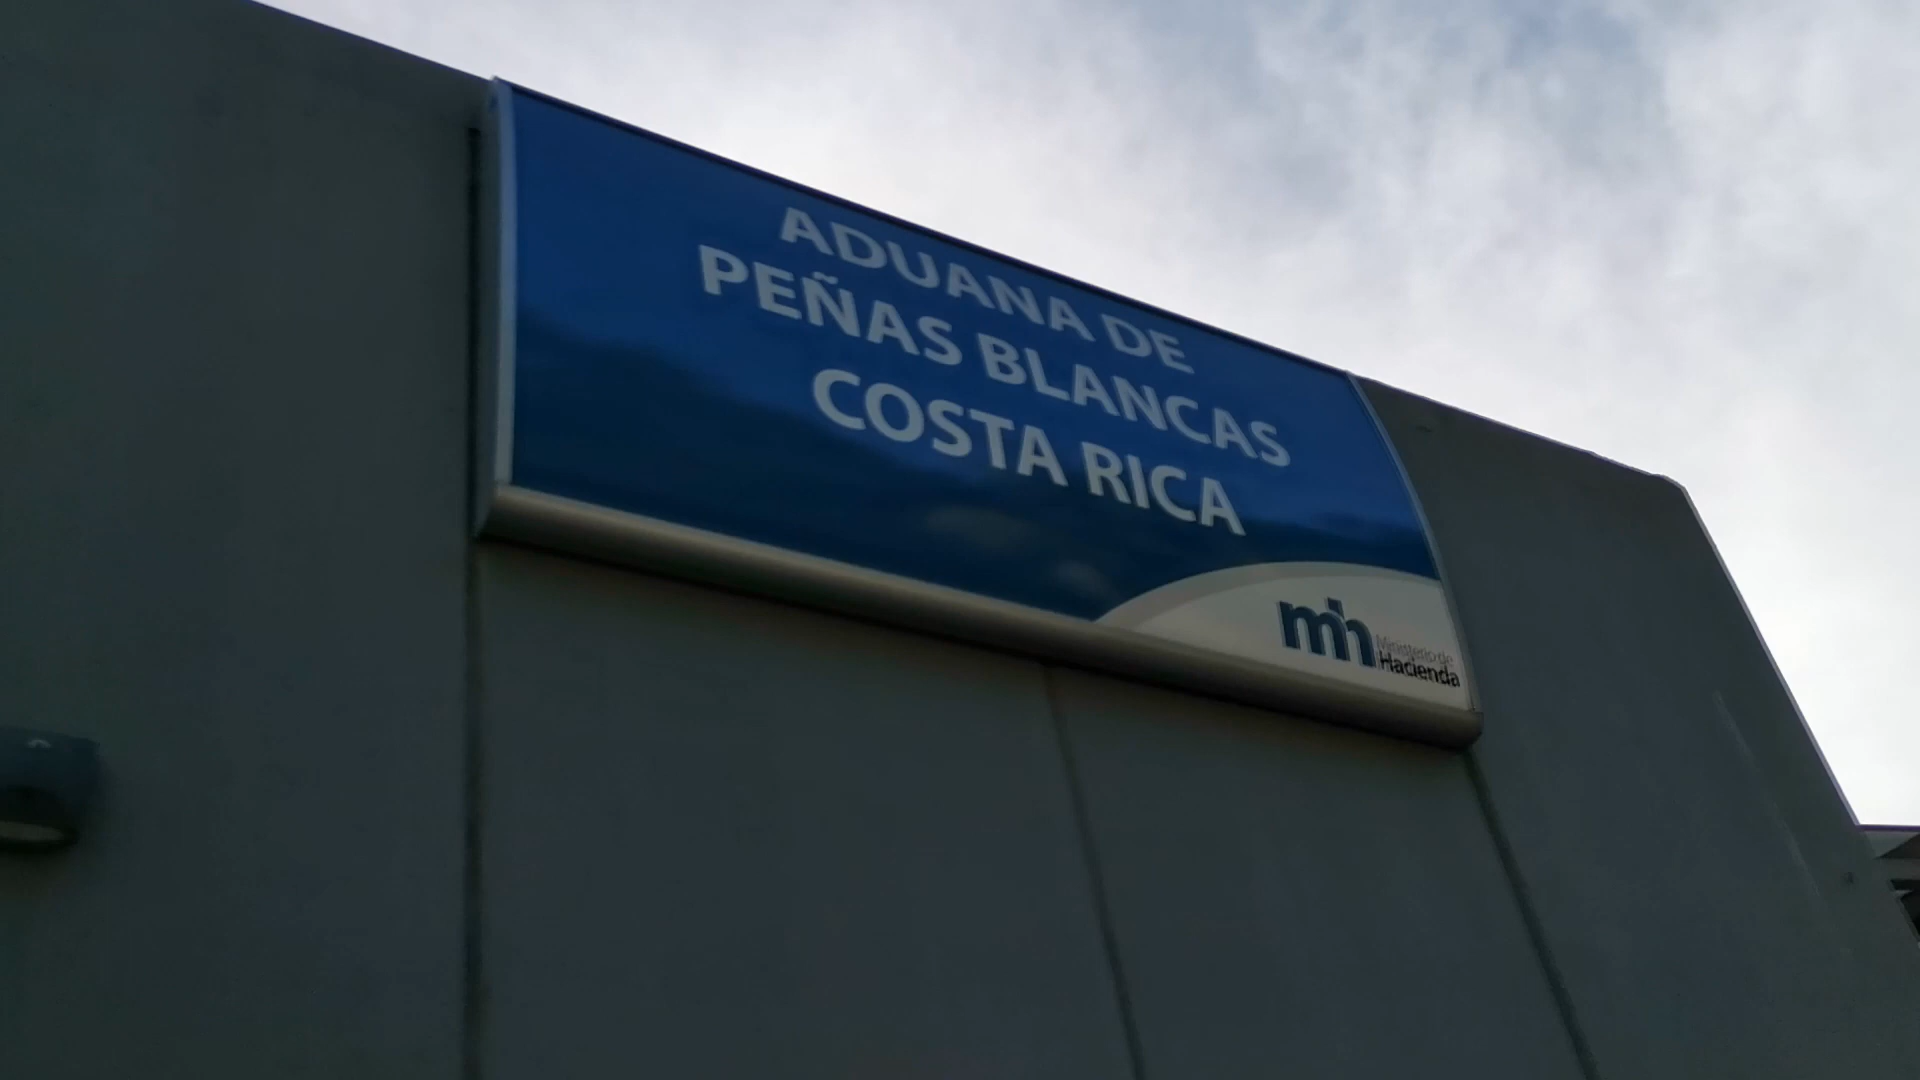 ADUANA DE
PEÑAS BLANCAS
COSTA RICA
mh
Ministerio de
Hacienda